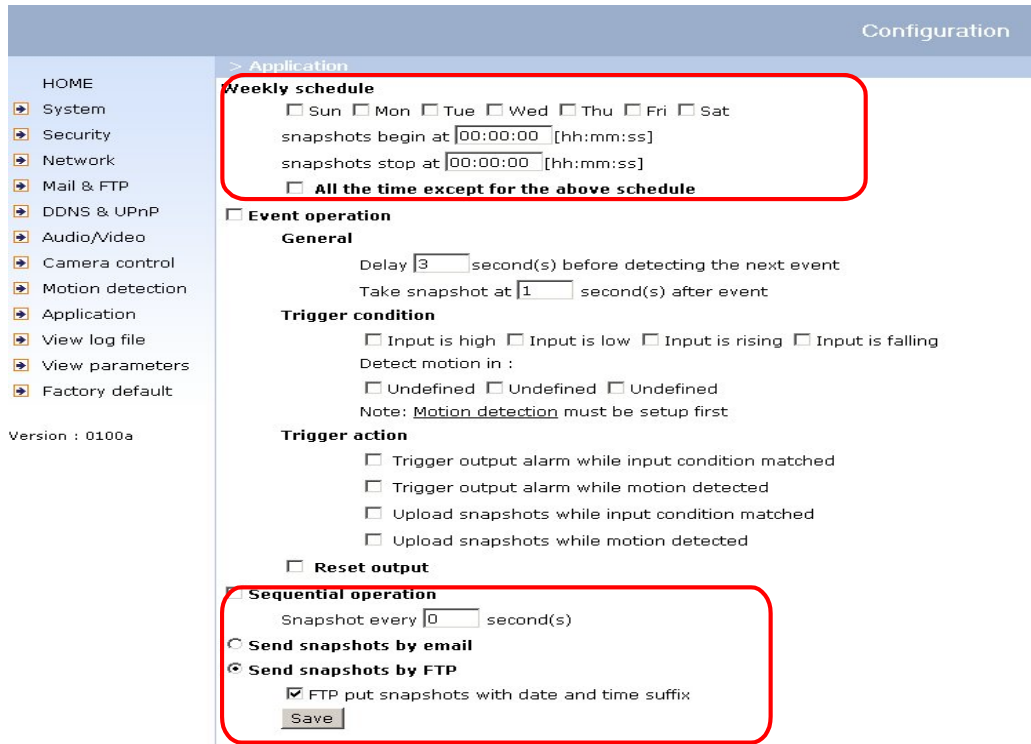 Configuration
> Application
HOME
System
Security
Network
Mail & FTP
DDNS & UPnP
Audio/Video
Camera control
Motion detection
Application
View log file
View parameters
Factory default
Version : 0100a
Weekly schedule
Sun Mon Tue Wed Thu Fri Sat
snapshots begin at 00:00:00 [hh:mm:ss]
snapshots stop at 00:00:00 [hh:mm:ss]
All the time except for the above schedule
Event operation
General
Delay 3 second(s) before detecting the next event
Take snapshot at 1 second(s) after event
Trigger condition
Input is high Input is low Input is rising Input is falling
Detect motion in :
Undefined Undefined Undefined
Note: Motion detection must be setup first
Trigger action
Trigger output alarm while input condition matched
Trigger output alarm while motion detected
Upload snapshots while input condition matched
Upload snapshots while motion detected
Reset output
Sequential operation
Snapshot every 0 second(s)
Send snapshots by email
Send snapshots by FTP
FTP put snapshots with date and time suffix
Save